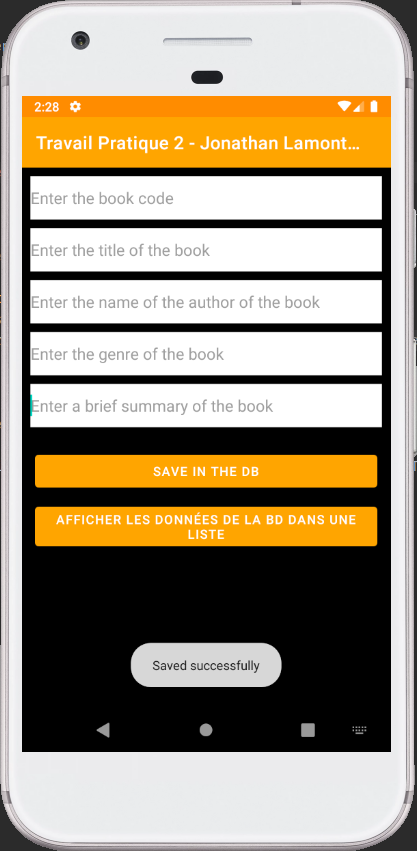 2:28
Travail Pratique 2 - Jonathan Lamont...
Enter the book code
Enter the title of the book
Enter the name of the author of the book
Enter the genre of the book
Enter a brief summary of the book
SAVE IN THE DB
AFFICHER LES DONNÉES DE LA BD DANS UNE
LISTE
Saved successfully